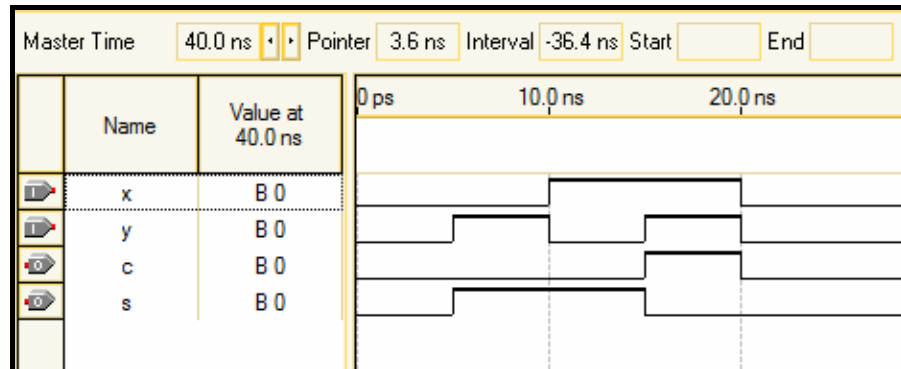 Master Time 40.0 ns Pointer 3.6 ns Interval -36.4 ns Start End
Name Value at 40.0 ns 0 ps 10.0 ns 20.0 ns
x B 0
y B 0
c B 0
s B 0